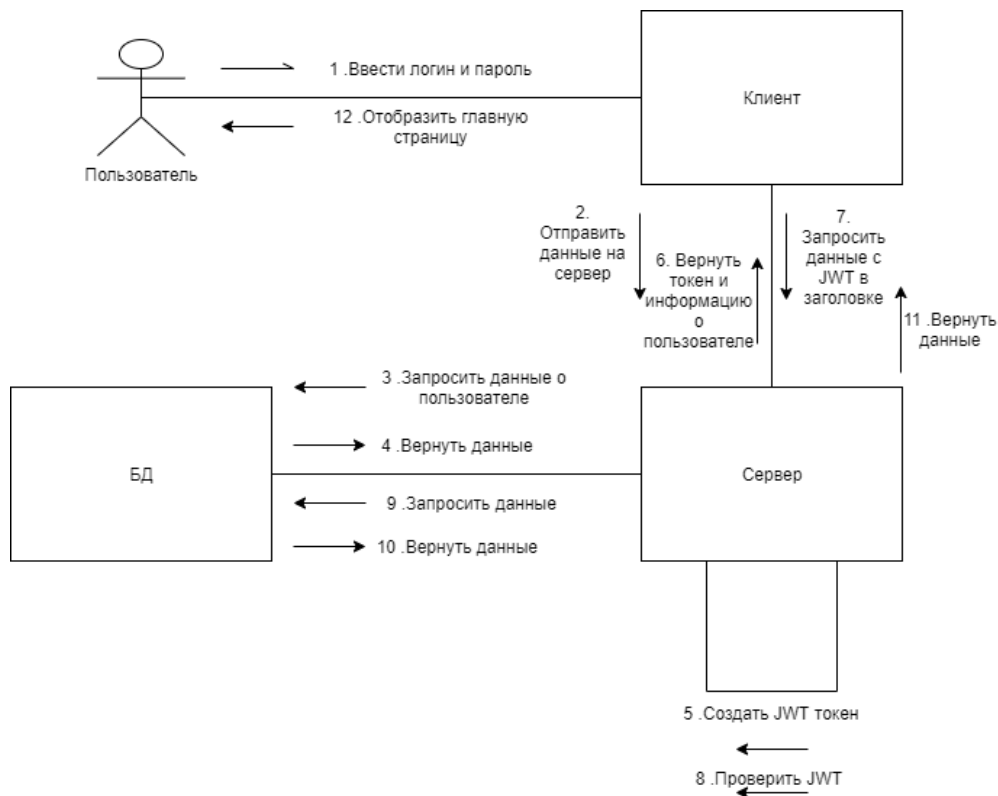 1 .Ввести логин и пароль
Клиент
12 .Отобразить главную
страницу
Пользователь
2.
Отправить
данные на
сервер
6. Вернуть
токен и
информацию
о
пользователе
7.
Запросить
данные с
JWT в
заголовке
11 .Вернуть
данные
3 .Запросить данные о
пользователе
4 .Вернуть данные
БД
Сервер
9 .Запросить данные
10 .Вернуть данные
5 .Создать JWT токен
8 .Проверить JWT